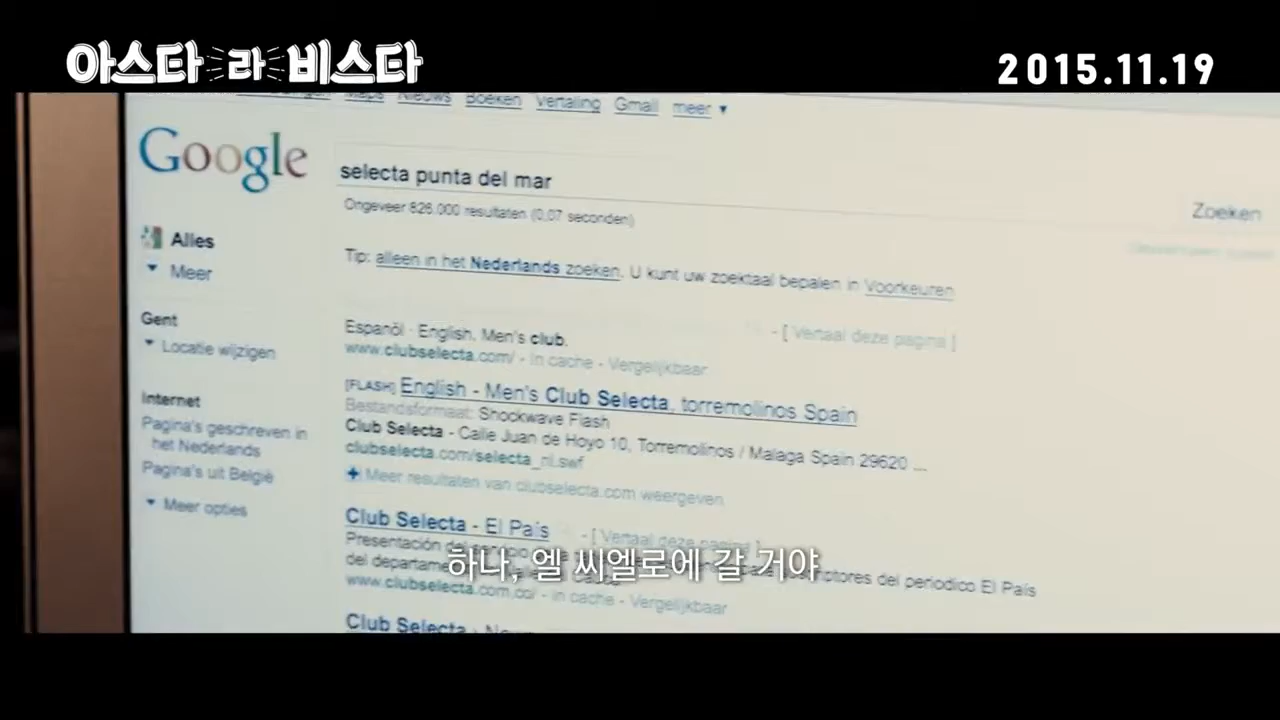 아스타 라 비스타
2015.11.19
Maps Nieuws Boeken Vertaling Gmail meer ▼
Google
selecta punta del mar
Zoeken
Ongeveer 826.000 resultaten (0,07 seconden)
Alles
Meer
Tip: alleen in het Nederlands zoeken. U kunt uw zoektaal bepalen in Voorkeuren
Gent
Locatie wijzigen
Internet
Pagina's geschreven in
het Nederlands
Pagina's uit België
Meer opties
- [ Vertaal deze pagina ]
Espanõl · English. Men's club.
www.clubselecta.com/ - In cache - Vergelijkbaar
[FLASH] English - Men's Club Selecta, torremolinos Spain
Bestandsformaat: Shockwave Flash
Club Selecta - Calle Juan de Hoyo 10, Torremolinos / Malaga Spain 29620 ...
clubselecta.com/selecta_nl.swf
Meer resultaten van clubselecta.com weergeven
Club Selecta - El País - [ Vertaal deze pagina ]
Presentación del periodico El País
del departame
www.clubselecta.com.co/ - In cache - Vergelijkbaar
Club Selecta
하나, 엘 씨엘로에 갈 거야